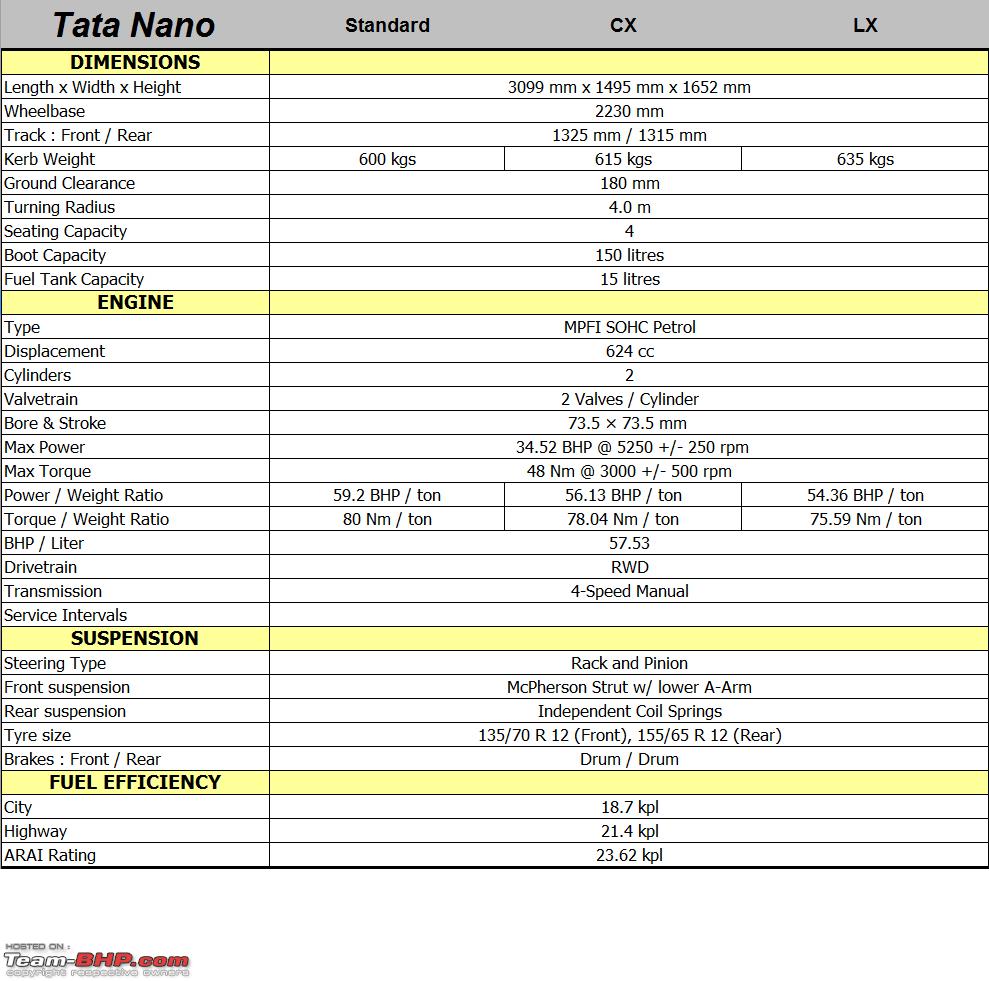 Tata Nano Standard CX LX
DIMENSIONS
Length x Width x Height 3099 mm x 1495 mm x 1652 mm
Wheelbase 2230 mm
Track : Front / Rear 1325 mm / 1315 mm
Kerb Weight 600 kgs 615 kgs 635 kgs
Ground Clearance 180 mm
Turning Radius 4.0 m
Seating Capacity 4
Boot Capacity 150 litres
Fuel Tank Capacity 15 litres
ENGINE
Type MPFI SOHC Petrol
Displacement 624 cc
Cylinders 2
Valvetrain 2 Valves / Cylinder
Bore & Stroke 73.5 × 73.5 mm
Max Power 34.52 BHP @ 5250 +/- 250 rpm
Max Torque 48 Nm @ 3000 +/- 500 rpm
Power / Weight Ratio 59.2 BHP / ton 56.13 BHP / ton 54.36 BHP / ton
Torque / Weight Ratio 80 Nm / ton 78.04 Nm / ton 75.59 Nm / ton
BHP / Liter 57.53
Drivetrain RWD
Transmission 4-Speed Manual
Service Intervals
SUSPENSION
Steering Type Rack and Pinion
Front suspension McPherson Strut w/ lower A-Arm
Rear suspension Independent Coil Springs
Tyre size 135/70 R 12 (Front), 155/65 R 12 (Rear)
Brakes : Front / Rear Drum / Drum
FUEL EFFICIENCY
City 18.7 kpl
Highway 21.4 kpl
ARAI Rating 23.62 kpl
HOSTED ON :
Team-BHP.com
copyright respective owners